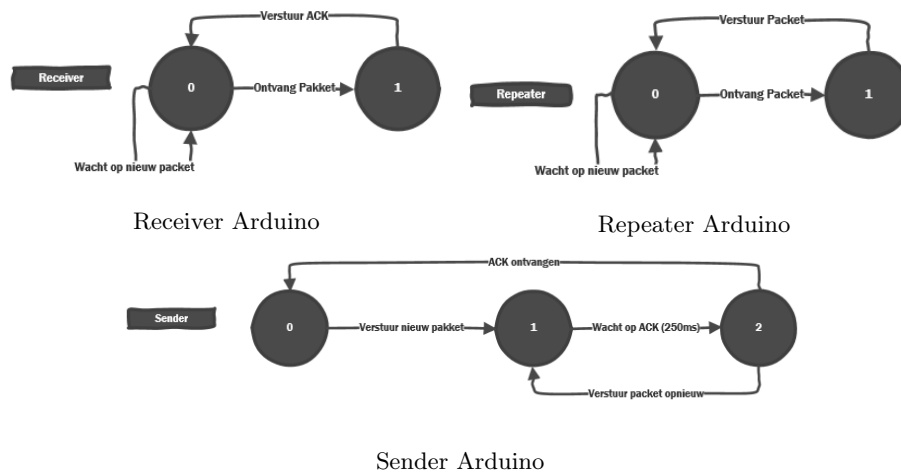 Verstuur ACK
Receiver
0
Ontvang Pakket
1
Wacht op nieuw packet
Receiver Arduino
Verstuur Packet
Repeater
0
Ontvang Packet
1
Wacht op nieuw packet
Repeater Arduino
ACK ontvangen
Sender
0
Verstuur nieuw pakket
1
Wacht op ACK (250ms)
2
Verstuur packet opnieuw
Sender Arduino